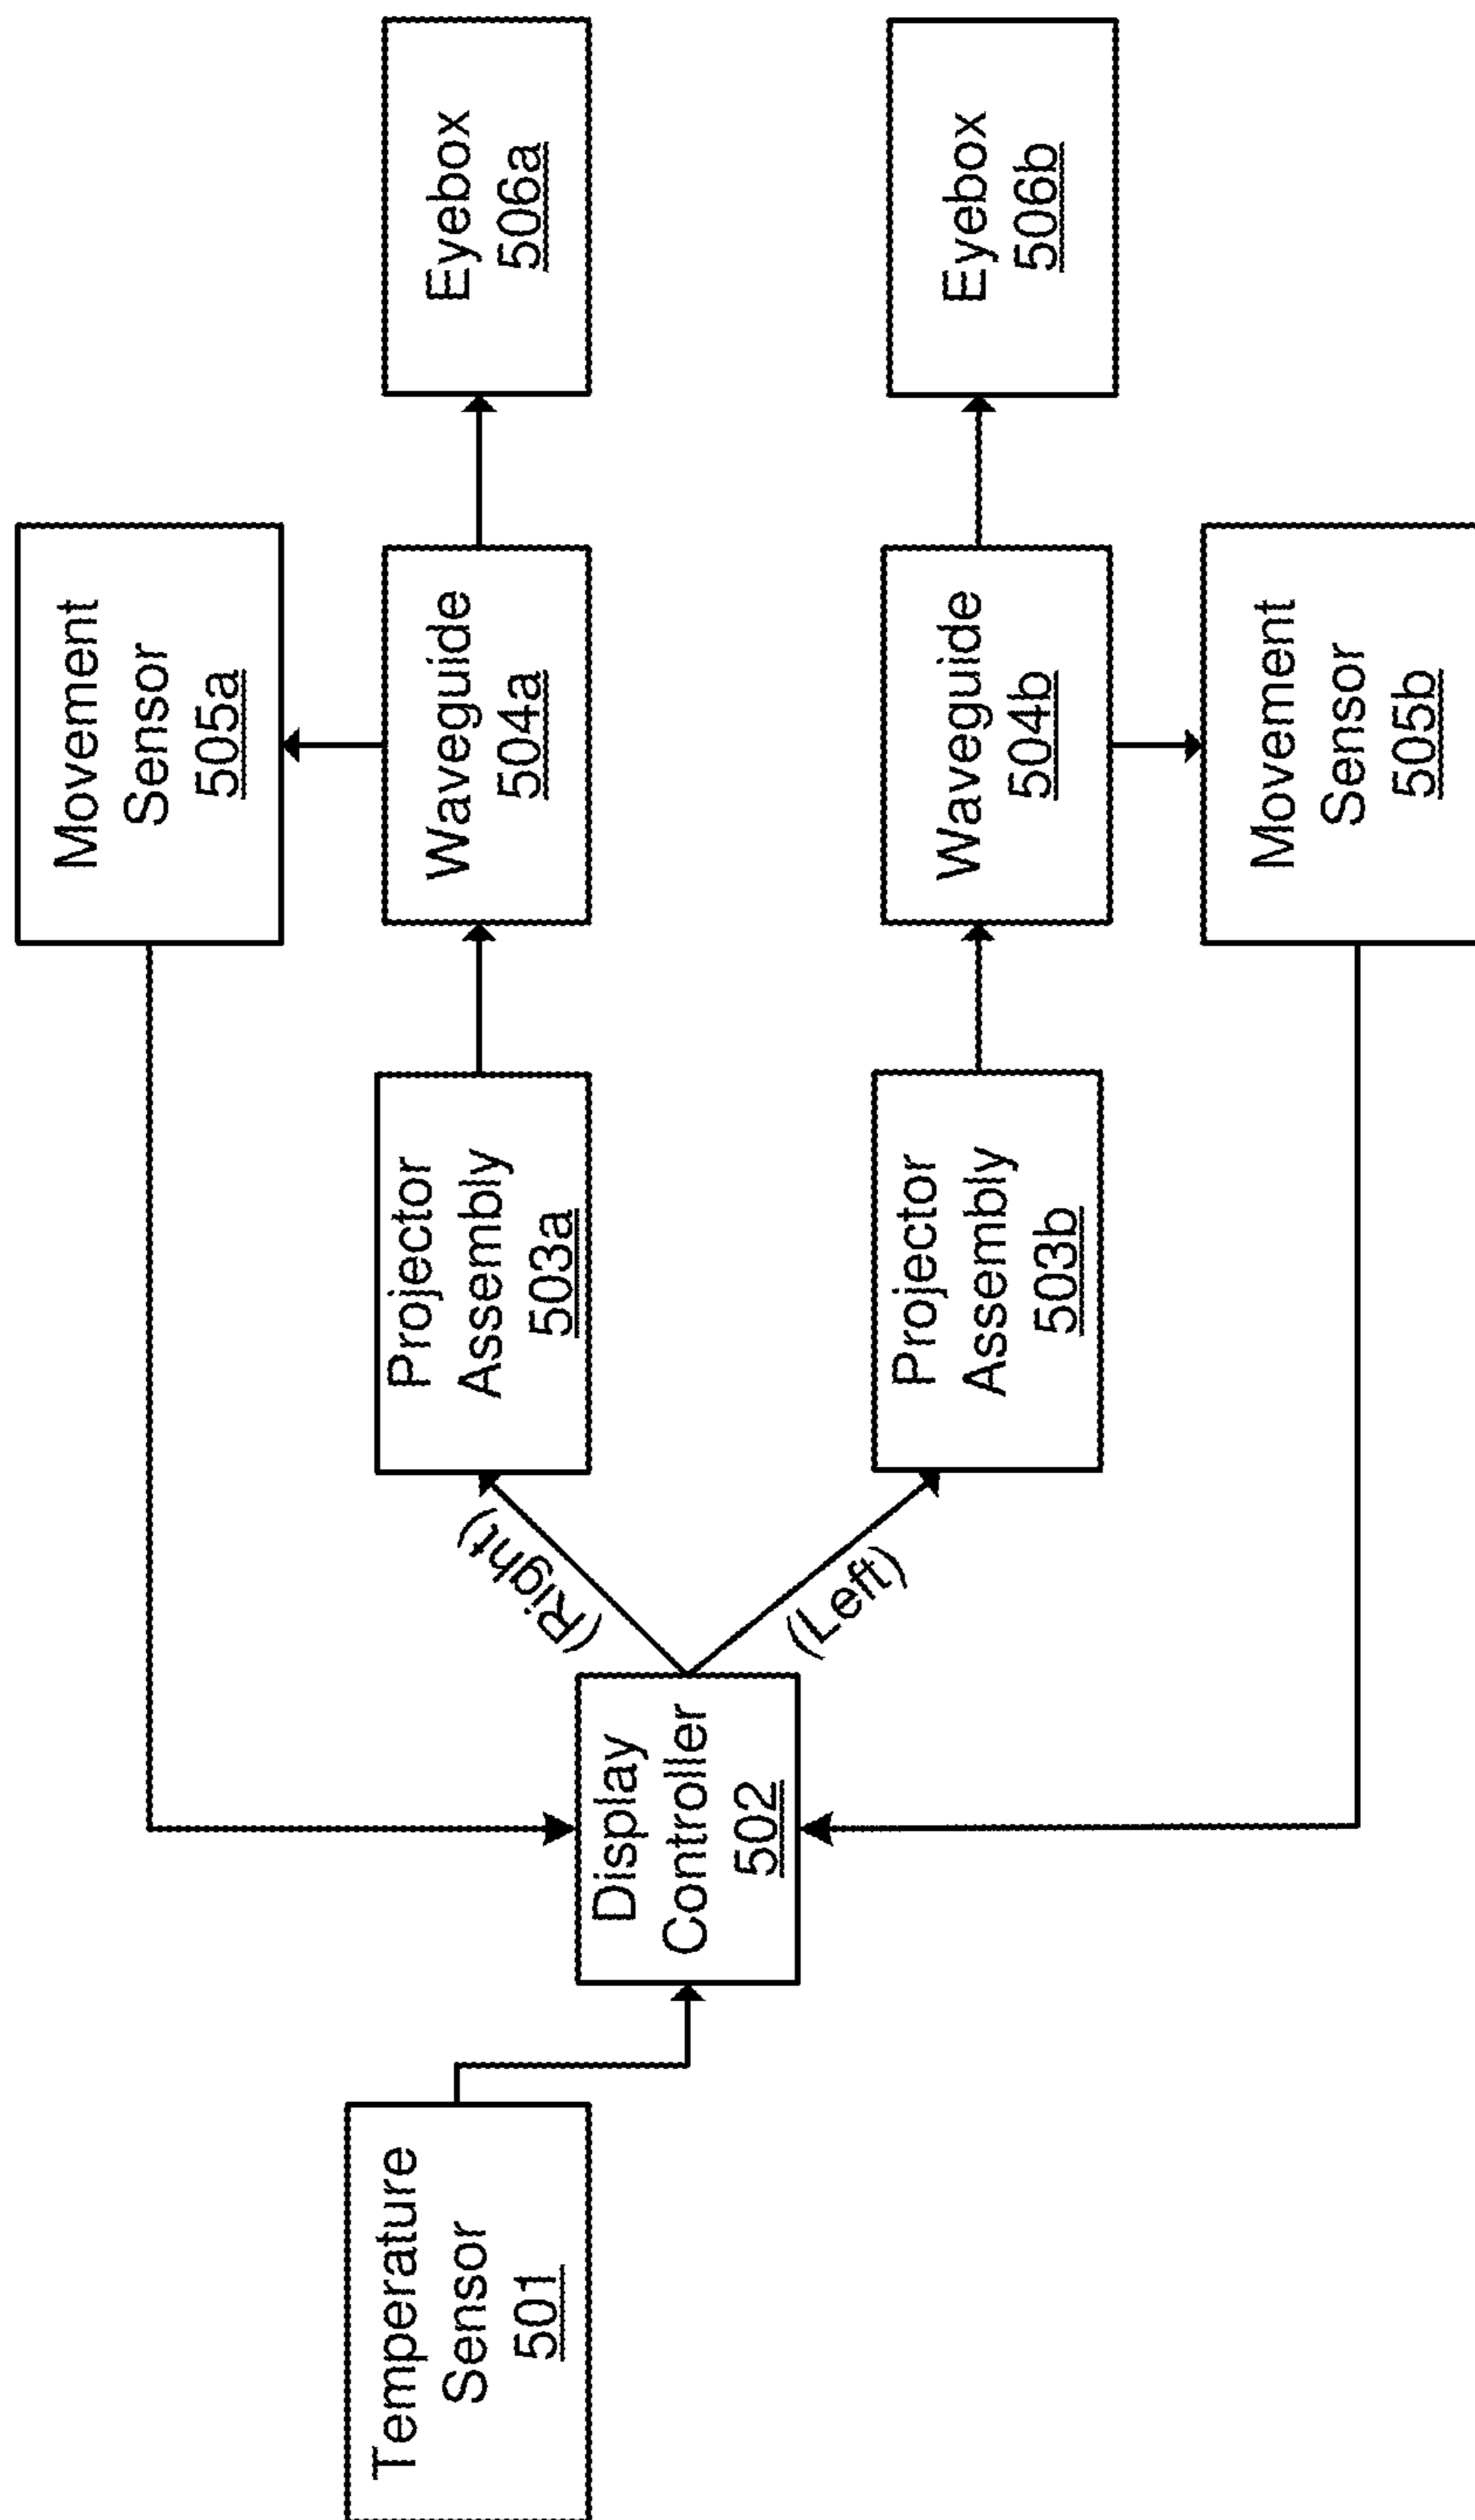 Temperature
Sensor
501
Display
Controller
502
(Right)
(Left)
Projector
Assembly
503a
Projector
Assembly
503b
Movement
Sensor
505a
Waveguide
504a
Waveguide
504b
Movement
Sensor
505b
Eyebox
506a
Eyebox
506b